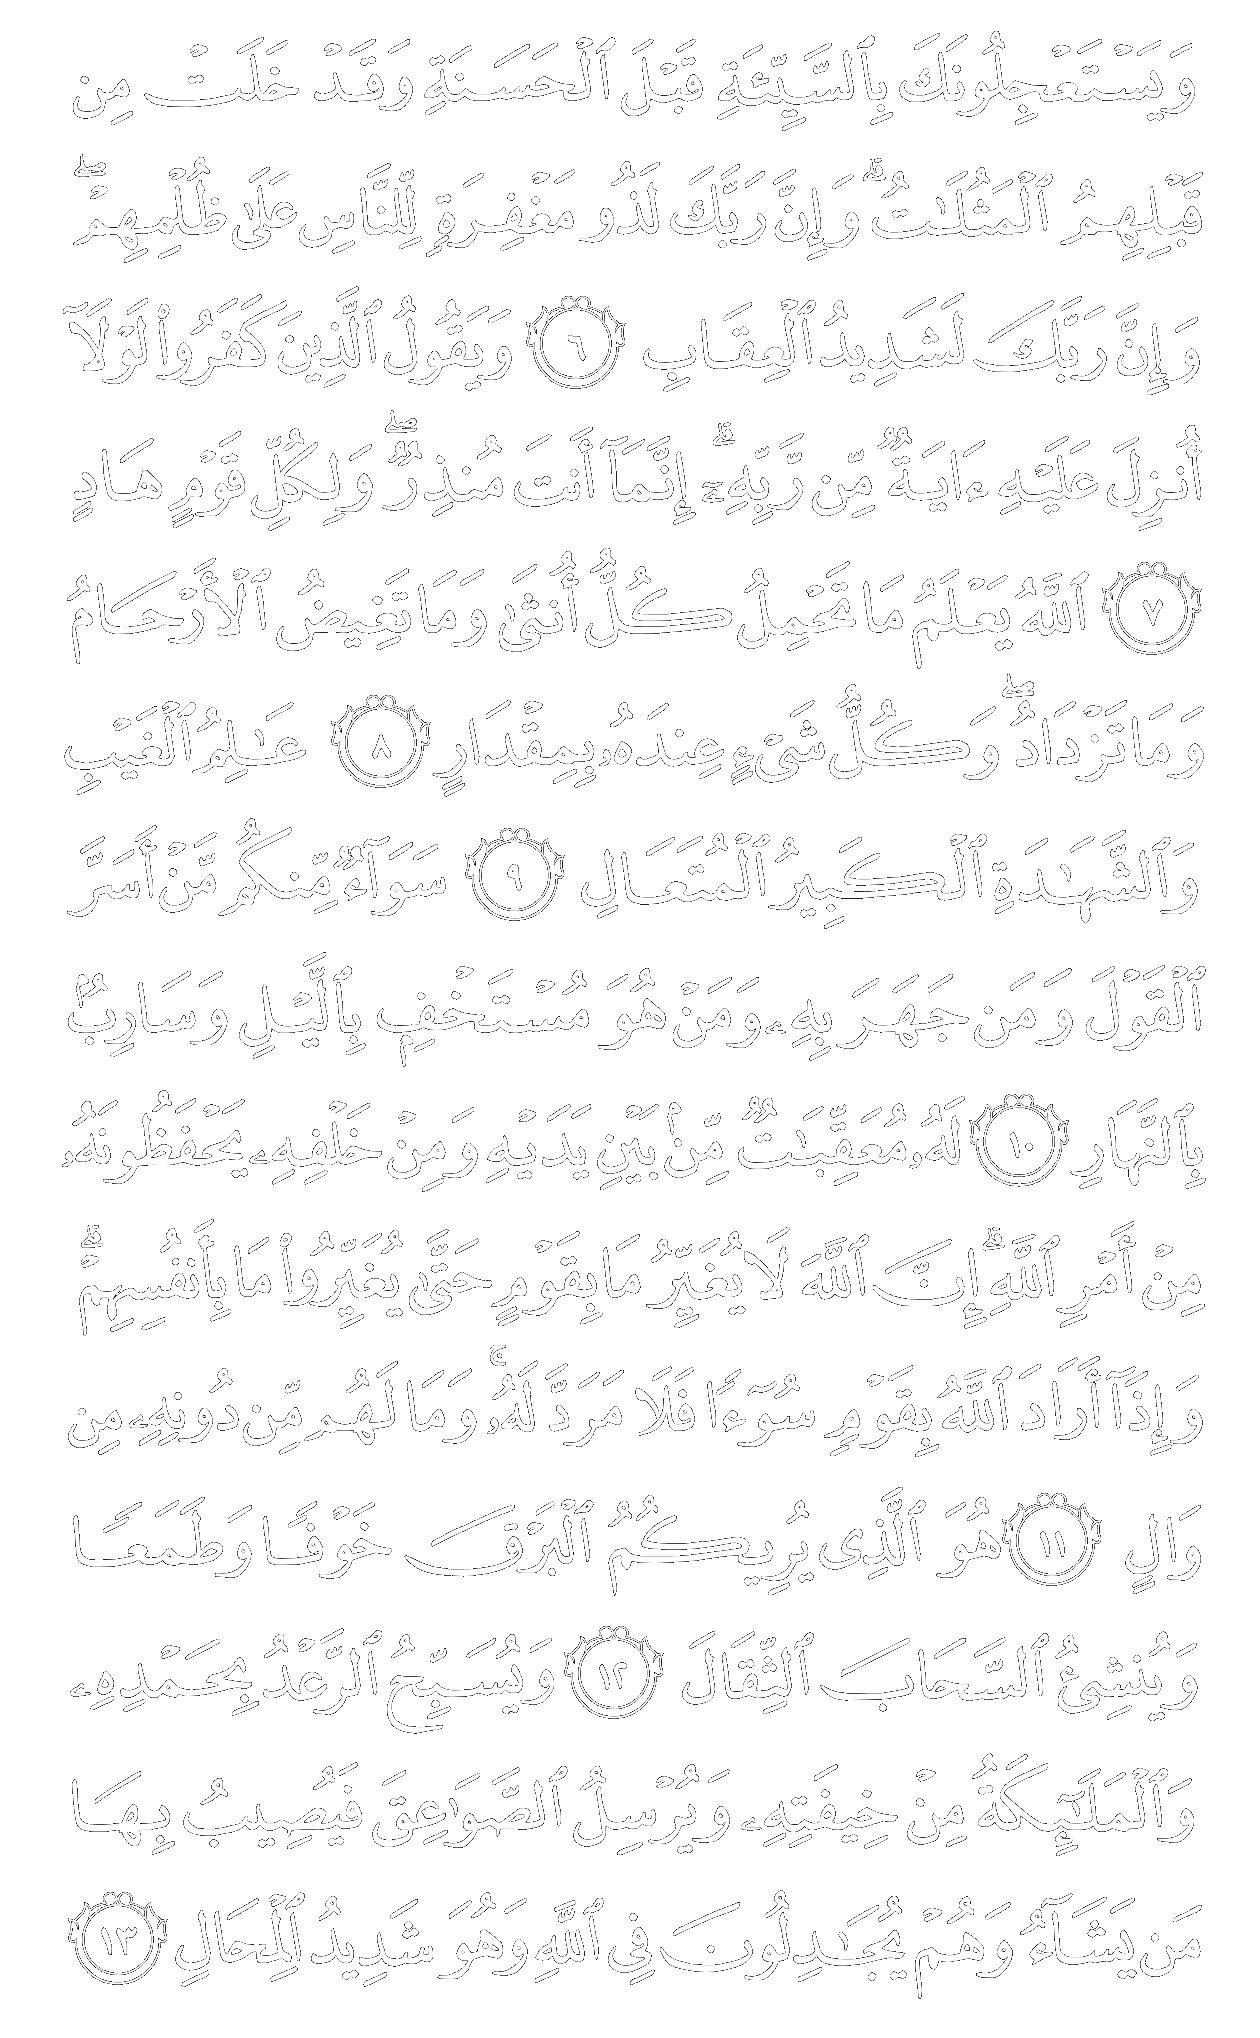 وَيَسْتَعْجِلُونَكَ بِٱلسَّيِّئَةِ قَبْلَ ٱلْحَسَنَةِ وَقَدْ خَلَتْ مِن
قَبْلِهِمُ ٱلْمَثُلَـٰتُ ۗ وَإِنَّ رَبَّكَ لَذُو مَغْفِرَةٍ لِّلنَّاسِ عَلَىٰ ظُلْمِهِمْ ۖ
وَإِنَّ رَبَّكَ لَشَدِيدُ ٱلْعِقَابِ ٦ وَيَقُولُ ٱلَّذِينَ كَفَرُوا۟ لَوْلَآ
أُنزِلَ عَلَيْهِ ءَايَةٌ مِّن رَّبِّهِۦٓ ۗ إِنَّمَآ أَنتَ مُنذِرٌ ۖ وَلِكُلِّ قَوْمٍ هَادٍ
٧ ٱللَّهُ يَعْلَمُ مَا تَحْمِلُ كُلُّ أُنثَىٰ وَمَا تَغِيضُ ٱلْأَرْحَامُ
وَمَا تَزْدَادُ ۖ وَكُلُّ شَىْءٍ عِندَهُۥ بِمِقْدَارٍ ٨ عَـٰلِمُ ٱلْغَيْبِ
وَٱلشَّهَـٰدَةِ ٱلْكَبِيرُ ٱلْمُتَعَالِ ٩ سَوَآءٌ مِّنكُم مَّنْ أَسَرَّ
ٱلْقَوْلَ وَمَن جَهَرَ بِهِۦ وَمَنْ هُوَ مُسْتَخْفٍۭ بِٱلَّيْلِ وَسَارِبٌۢ
بِٱلنَّهَارِ ١٠ لَهُۥ مُعَقِّبَـٰتٌ مِّنۢ بَيْنِ يَدَيْهِ وَمِنْ خَلْفِهِۦ يَحْفَظُونَهُۥ
مِنْ أَمْرِ ٱللَّهِ ۗ إِنَّ ٱللَّهَ لَا يُغَيِّرُ مَا بِقَوْمٍ حَتَّىٰ يُغَيِّرُوا۟ مَا بِأَنفُسِهِمْ ۗ
وَإِذَآ أَرَادَ ٱللَّهُ بِقَوْمٍ سُوٓءًا فَلَا مَرَدَّ لَهُۥ ۚ وَمَا لَهُم مِّن دُونِهِۦ مِن
وَالٍ ١١ هُوَ ٱلَّذِى يُرِيكُمُ ٱلْبَرْقَ خَوْفًا وَطَمَعًا
وَيُنشِئُ ٱلسَّحَابَ ٱلثِّقَالَ ١٢ وَيُسَبِّحُ ٱلرَّعْدُ بِحَمْدِهِۦ
وَٱلْمَلَـٰٓئِكَةُ مِنْ خِيفَتِهِۦ وَيُرْسِلُ ٱلصَّوَٰعِقَ فَيُصِيبُ بِهَا
مَن يَشَآءُ وَهُمْ يُجَـٰدِلُونَ فِى ٱللَّهِ وَهُوَ شَدِيدُ ٱلْمِحَالِ ١٣